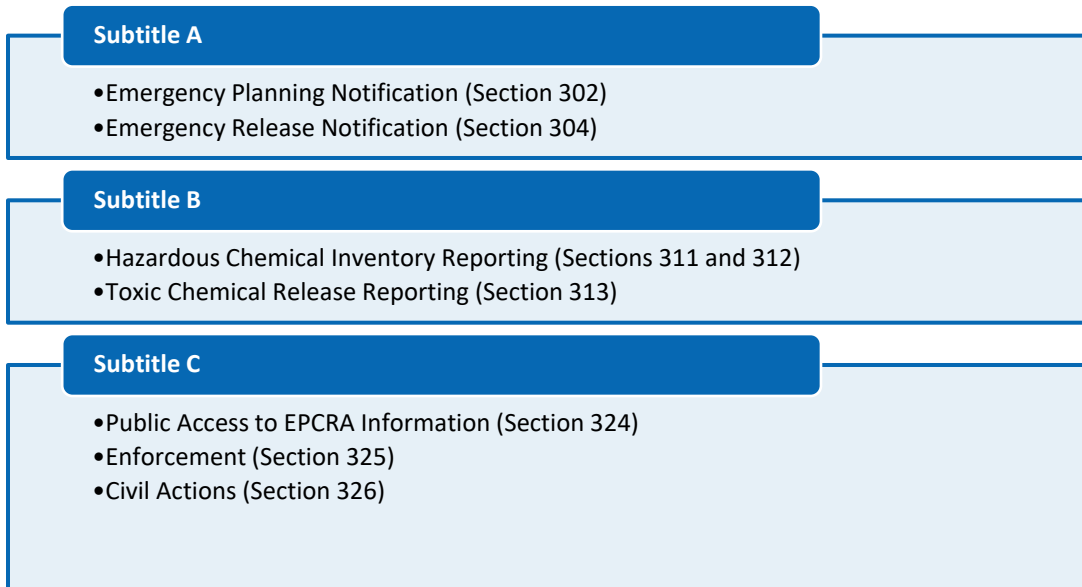 Subtitle A
•Emergency Planning Notification (Section 302)
•Emergency Release Notification (Section 304)
Subtitle B
•Hazardous Chemical Inventory Reporting (Sections 311 and 312)
•Toxic Chemical Release Reporting (Section 313)
Subtitle C
•Public Access to EPCRA Information (Section 324)
•Enforcement (Section 325)
•Civil Actions (Section 326)